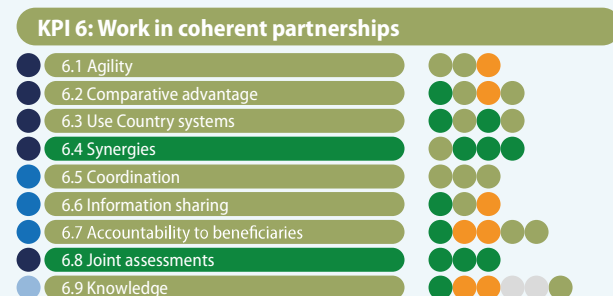 KPI 6: Work in coherent partnerships
6.1 Agility
6.2 Comparative advantage
6.3 Use Country systems
6.4 Synergies
6.5 Coordination
6.6 Information sharing
6.7 Accountability to beneficiaries
6.8 Joint assessments
6.9 Knowledge